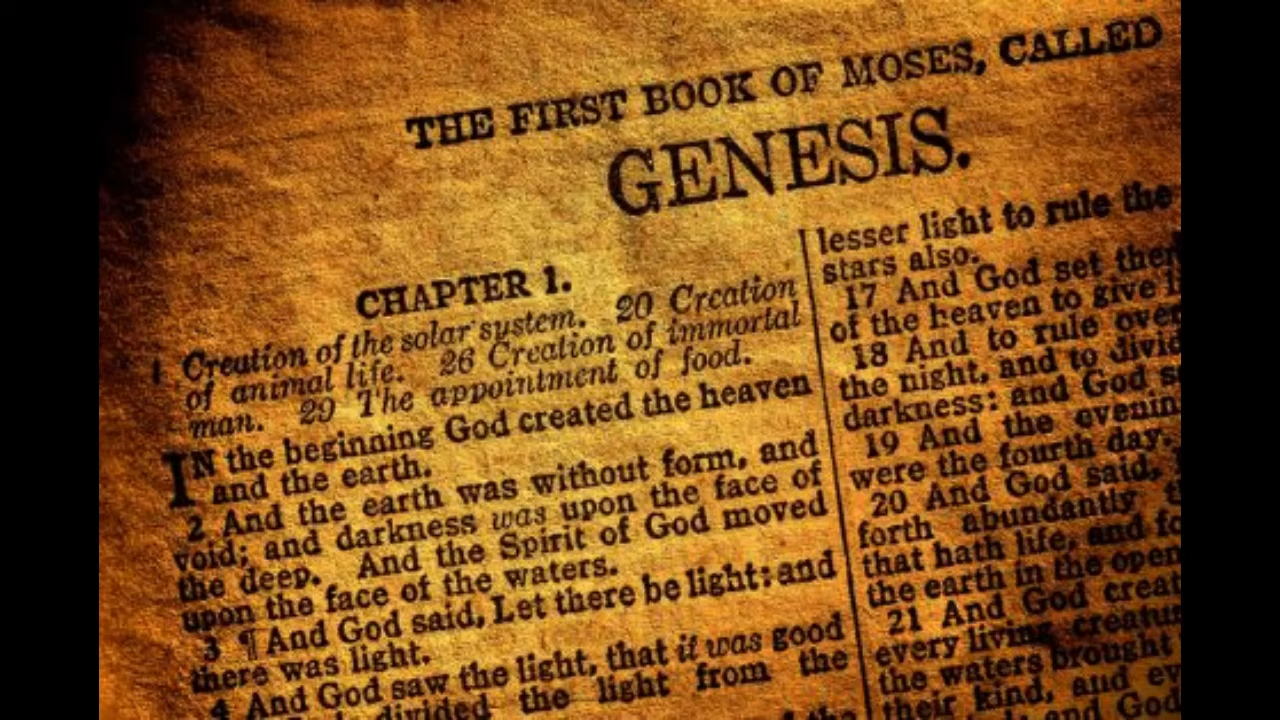 THE FIRST BOOK OF MOSES, CALLED
GENESIS.
CHAPTER 1.
1 Creation of the solar system. 20 Creation
of animal life. 26 Creation of immortal
man. 29 The appointment of food.
IN the beginning God created the heaven
and the earth.
2 And the earth was without form, and
void; and darkness was upon the face of
the deep. And the Spirit of God moved
upon the face of the waters.
3 ¶ And God said, Let there be light: and
there was light.
4 And God saw the light, that it was good
divided the light from the
the
lesser light to rule the
stars also.
17 And God set them
of the heaven to give
18 And to rule over
the night, and to
darkness: and God
19 And the
were the fourth day.
20 And God said,
forth abundantly
that hath life, and
the earth in the open
21 And God
every living
the waters brought
their kind, and
and God